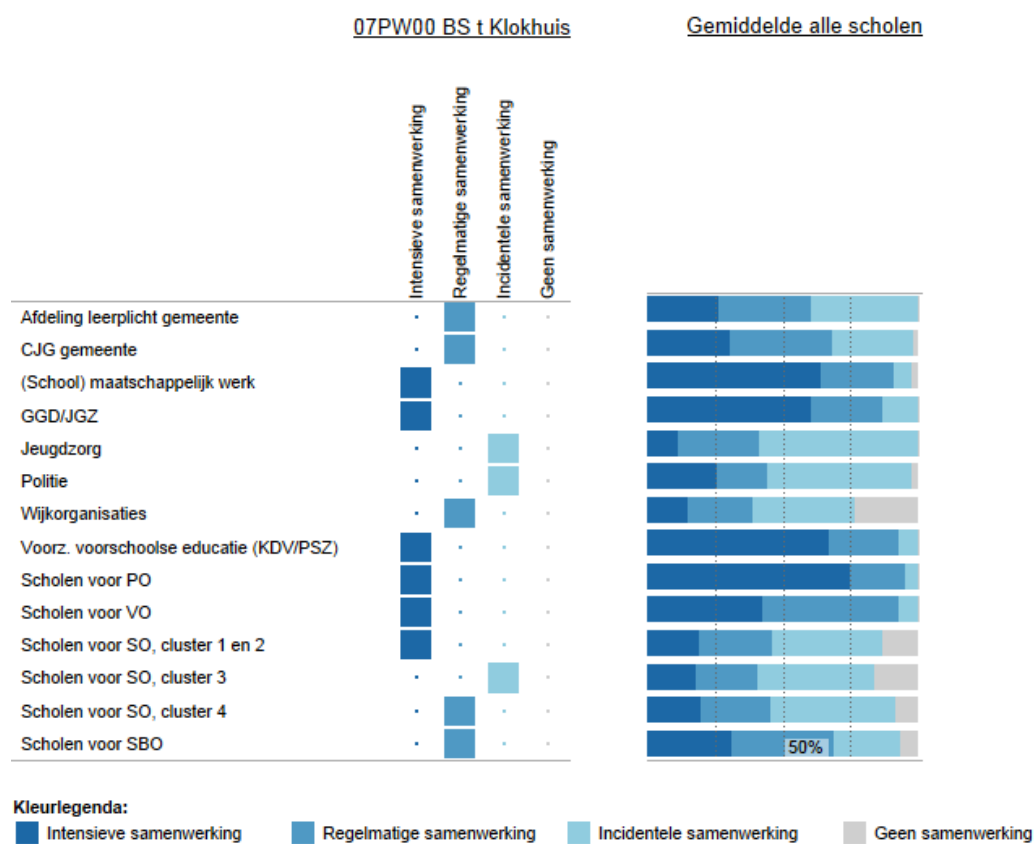 07PW00 BS t Klokhuis
Gemiddelde alle scholen
Intensieve samenwerking
Regelmatige samenwerking
Incidentele samenwerking
Geen samenwerking
Afdeling leerplicht gemeente
CJG gemeente
(School) maatschappelijk werk
GGD/JGZ
Jeugdzorg
Politie
Wijkorganisaties
Voorz. voorschoolse educatie (KDV/PSZ)
Scholen voor PO
Scholen voor VO
Scholen voor SO, cluster 1 en 2
Scholen voor SO, cluster 3
Scholen voor SO, cluster 4
Scholen voor SBO
50%
Kleurlegenda:
Intensieve samenwerking
Regelmatige samenwerking
Incidentele samenwerking
Geen samenwerking